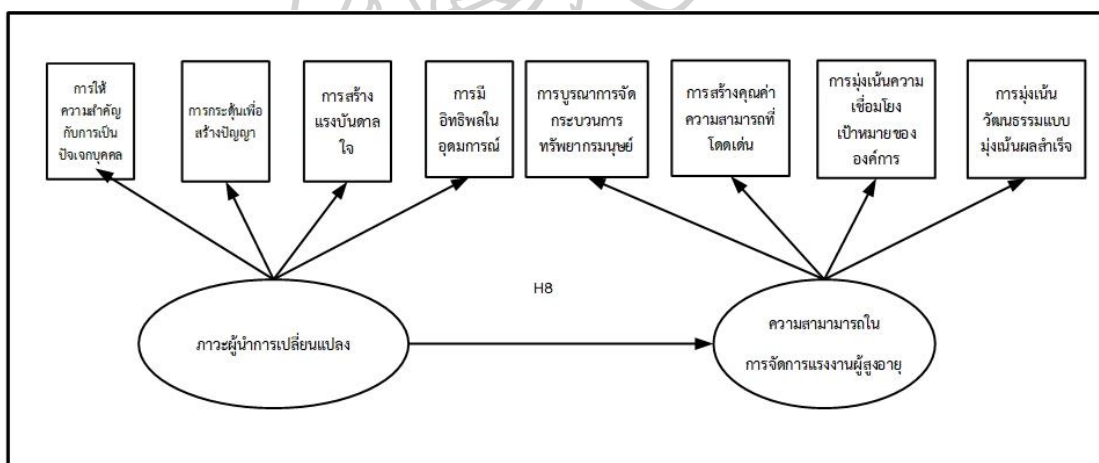 การให้
ความสำคัญ
กับการเป็น
ปัจเจกบุคคล
การกระตุ้นเพื่อ
สร้างปัญญา
การสร้าง
แรงบันดาล
ใจ
การมี
อิทธิพลใน
อุดมการณ์
การบูรณาการจัด
กระบวนการ
ทรัพยากรมนุษย์
การสร้างคุณค่า
ความสามารถที่
โดดเด่น
การมุ่งเน้นความ
เชื่อมโยง
เป้าหมายของ
องค์การ
การมุ่งเน้น
วัฒนธรรมแบบ
มุ่งเน้นผลสำเร็จ
H8
ภาวะผู้นำการเปลี่ยนแปลง
ความสามามารถใน
การจัดการแรงงานผู้สูงอายุ